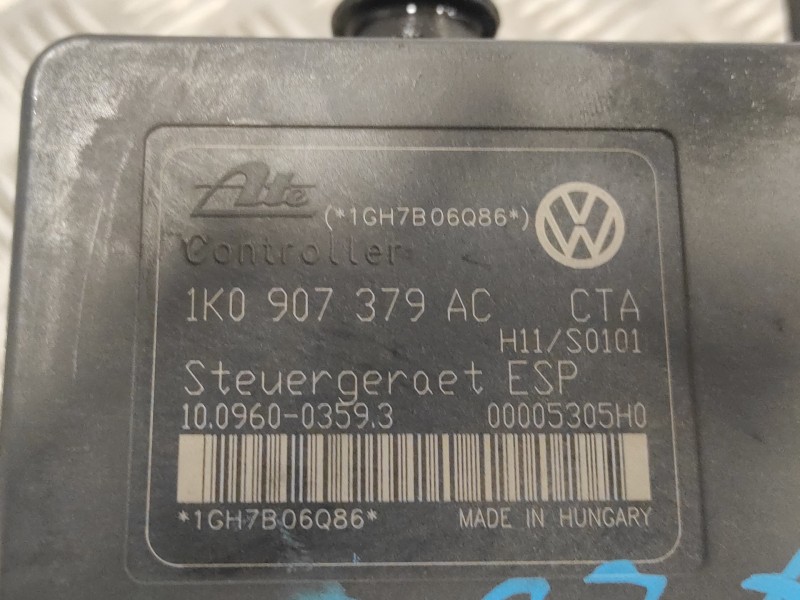 Ate (*1GH7B06Q86*)
Controller
1K0 907 379 AC CTA
H11/S0101
Steuergeraet ESP
10.0960-0359.3 00005305H0
*1GH7B06Q86* MADE IN HUNGARY